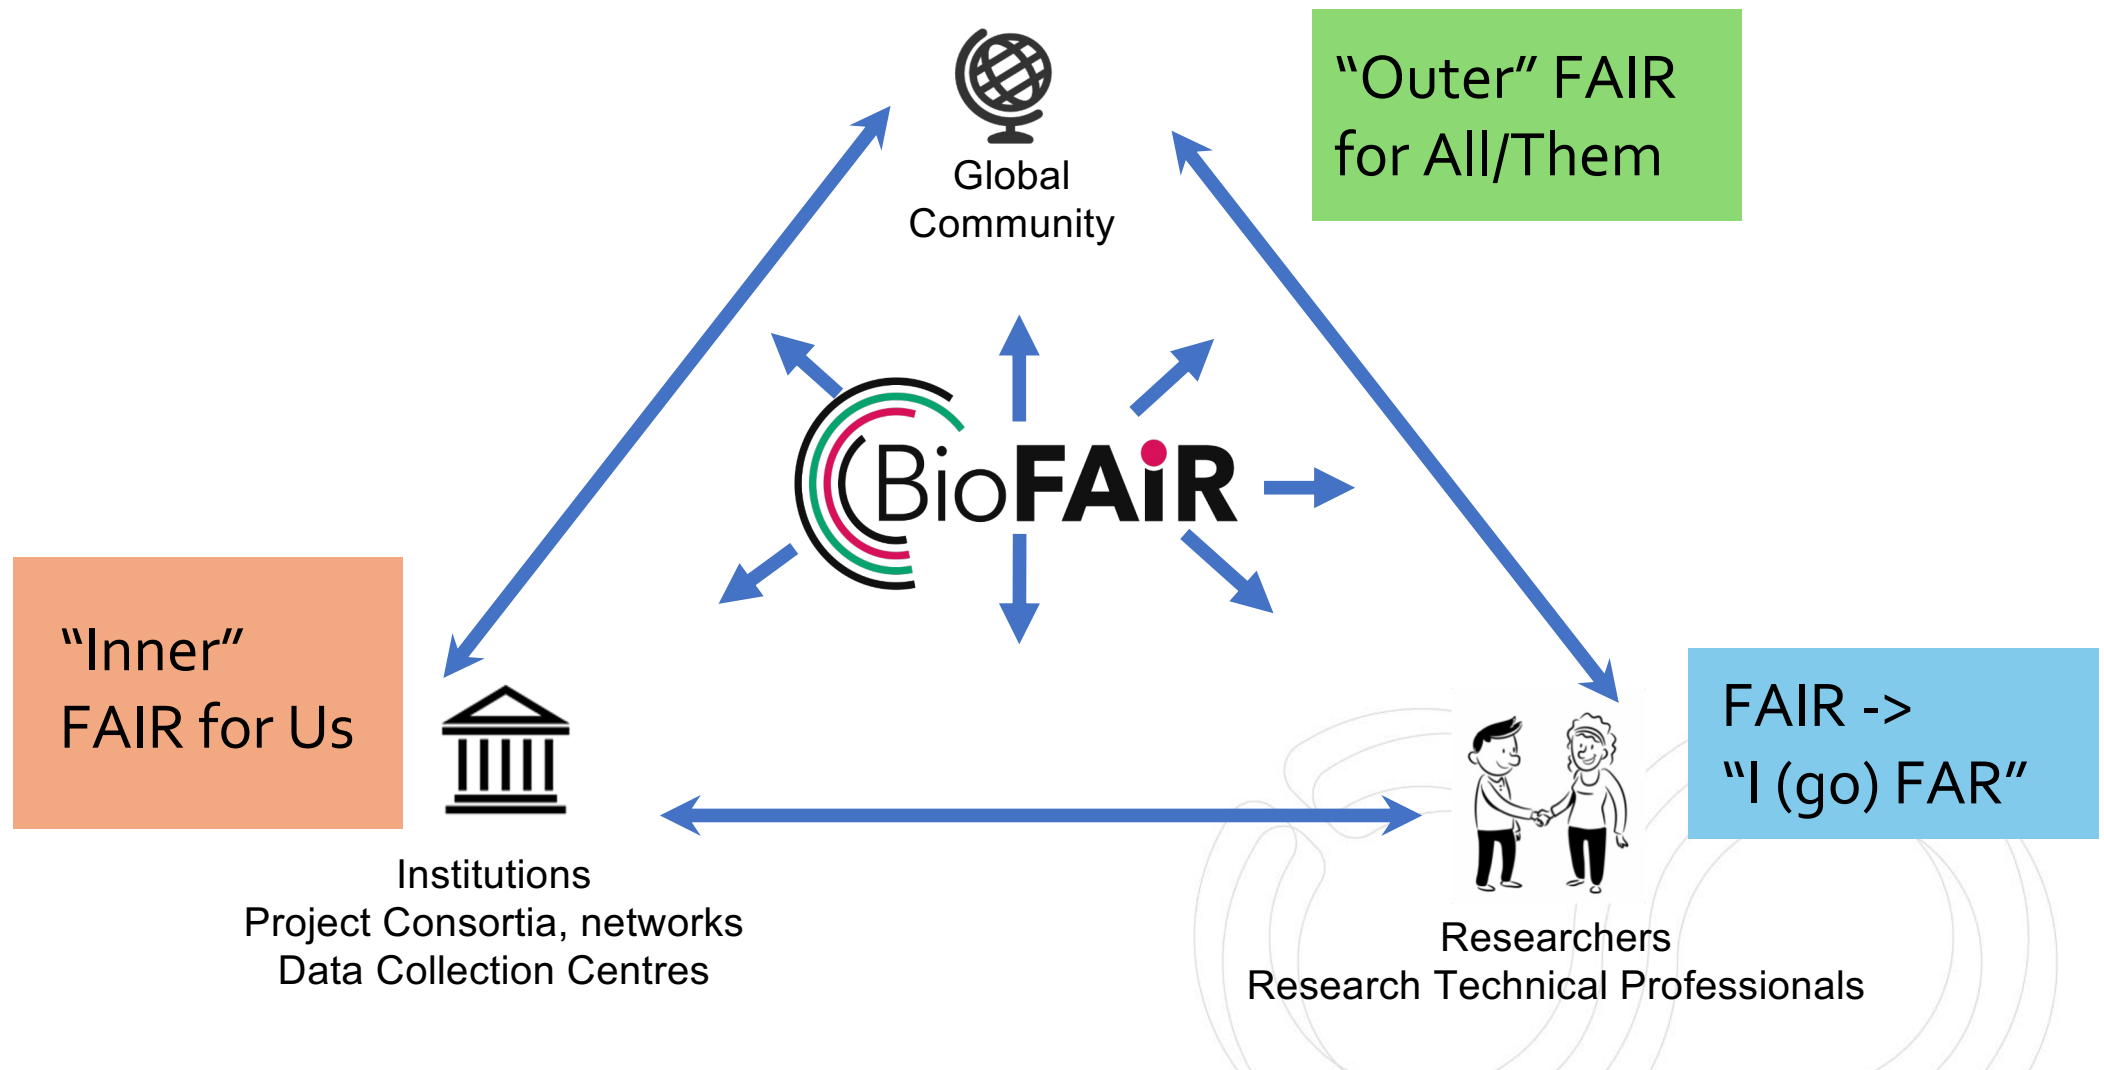 “Outer” FAIR
for All/Them
Global
Community
BioFAiR
“Inner”
FAIR for Us
FAIR ->
“I (go) FAR”
Institutions
Project Consortia, networks
Data Collection Centres
Researchers
Research Technical Professionals